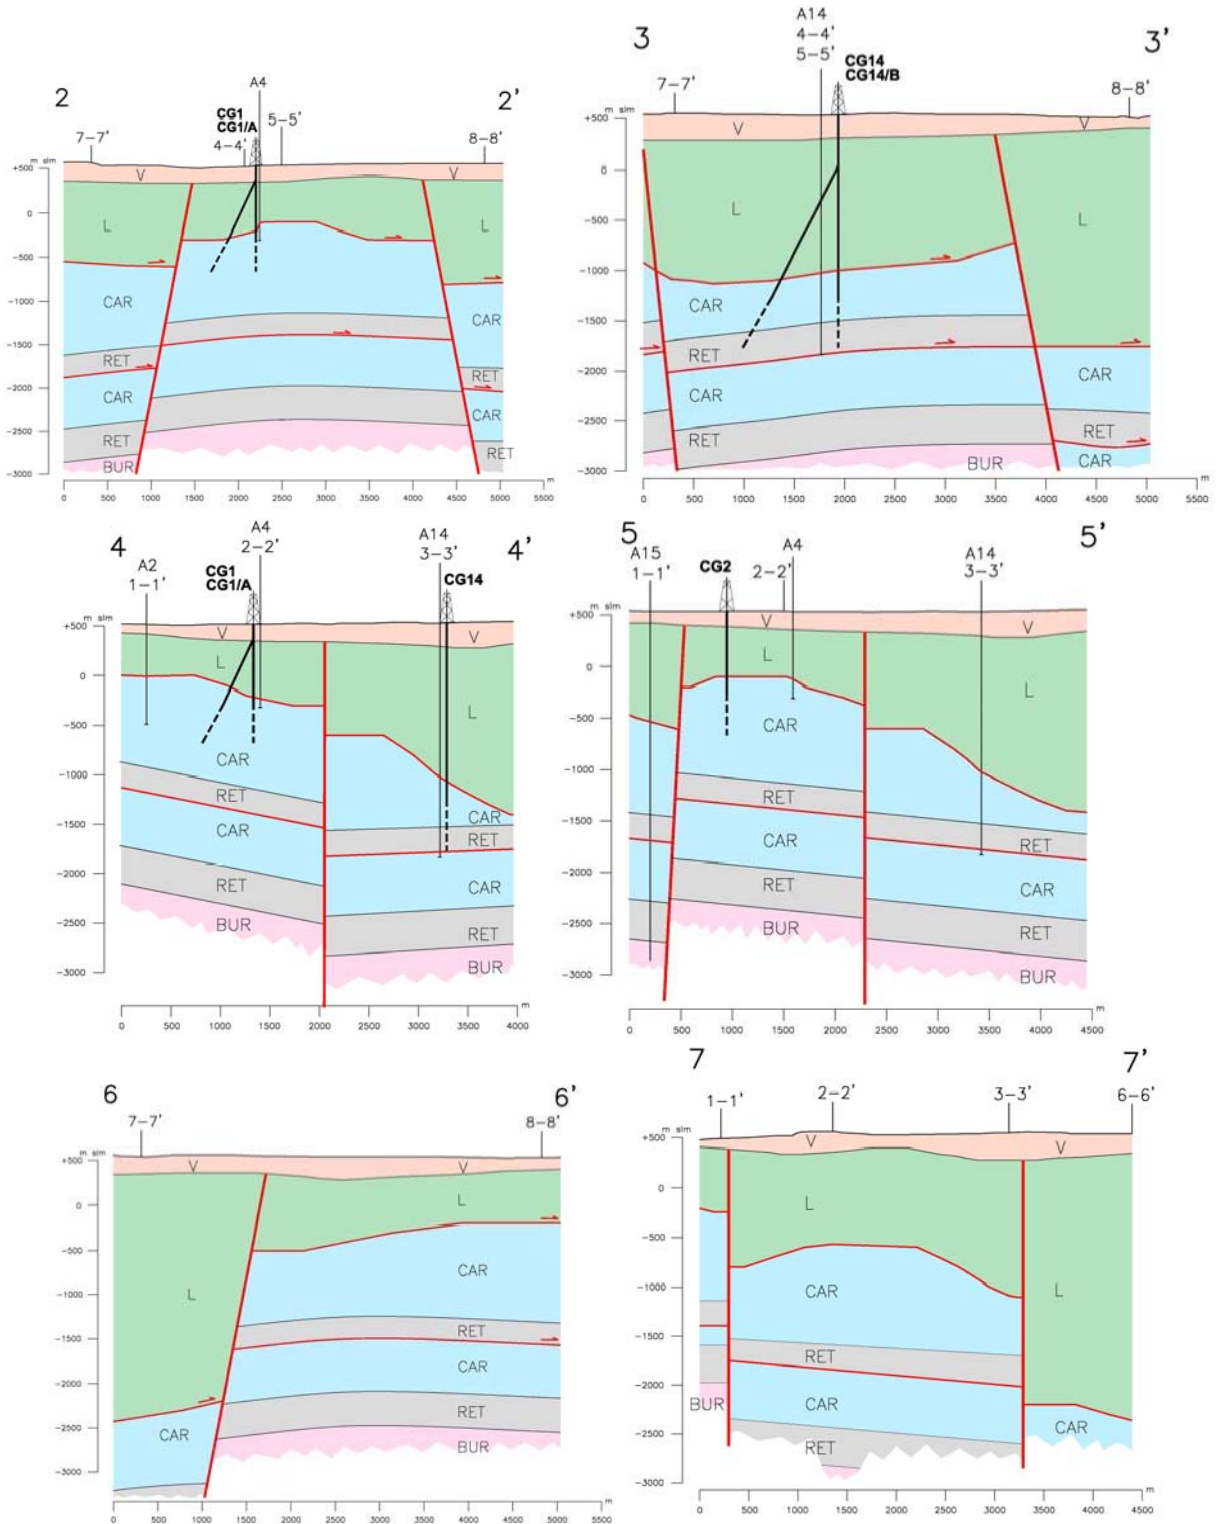 2
2'
A4
CG1
CG1/A
5-5'
7-7'
4-4'
8-8'
m slm
V
V
+500
0
-500
-1000
-1500
-2000
-2500
-3000
L
L
CAR
CAR
RET
RET
CAR
CAR
RET
RET
BUR
0
500
1000
1500
2000
2500
3000
3500
4000
4500
5000
5500
m
3
3'
A14
4-4'
5-5'
CG14
CG14/B
7-7'
8-8'
m slm
V
V
+500
0
-500
-1000
-1500
-2000
-2500
-3000
L
L
CAR
RET
CAR
CAR
RET
RET
BUR
CAR
0
500
1000
1500
2000
2500
3000
3500
4000
4500
5000
5500
m
4
4'
A2
1-1'
CG1
CG1/A
A4
2-2'
A14
3-3'
CG14
m slm
V
V
+500
0
-500
-1000
-1500
-2000
-2500
-3000
L
L
CAR
RET
CAR
CAR
RET
CAR
RET
RET
BUR
BUR
0
500
1000
1500
2000
2500
3000
3500
4000
m
5
5'
A15
1-1'
CG2
2-2'
A4
A14
3-3'
m slm
V
V
+500
0
-500
-1000
-1500
-2000
-2500
-3000
L
L
CAR
RET
CAR
RET
CAR
RET
RET
BUR
BUR
0
500
1000
1500
2000
2500
3000
3500
4000
4500
m
6
6'
7-7'
8-8'
m slm
V
V
+500
0
-500
-1000
-1500
-2000
-2500
-3000
L
L
CAR
RET
CAR
RET
CAR
BUR
0
500
1000
1500
2000
2500
3000
3500
4000
4500
5000
5500
m
7
7'
1-1'
2-2'
3-3'
6-6'
m slm
V
V
+500
0
-500
-1000
-1500
-2000
-2500
-3000
L
L
CAR
RET
CAR
BUR
CAR
RET
0
500
1000
1500
2000
2500
3000
3500
4000
4500
m